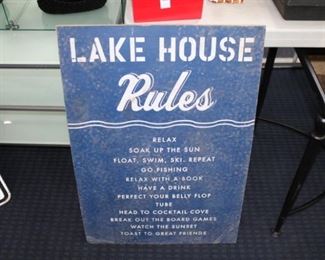 LAKE HOUSE
Rules
RELAX
SOAK UP THE SUN
FLOAT, SWIM, SKI, REPEAT
GO FISHING
RELAX WITH A BOOK
HAVE A DRINK
PERFECT YOUR BELLY FLOP
TUBE
HEAD TO COCKTAIL COVE
BREAK OUT THE BOARD GAMES
WATCH THE SUNSET
TOAST TO GREAT FRIENDS